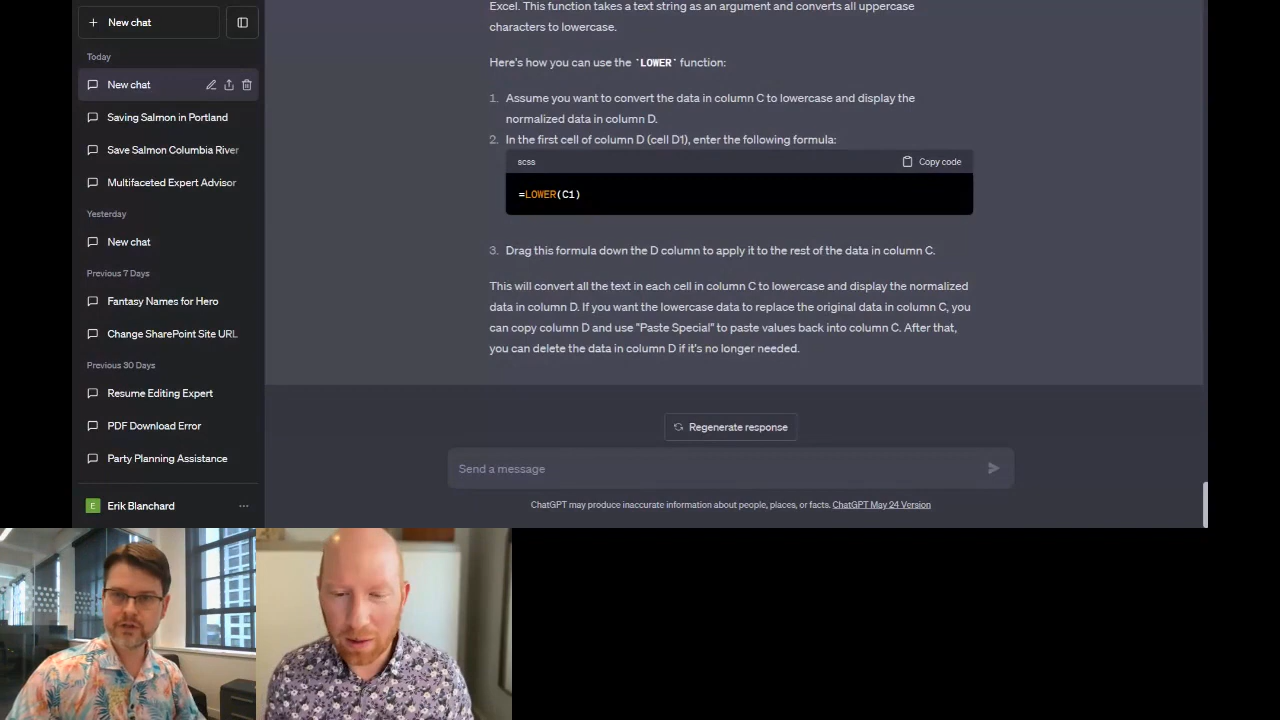 New chat
Today
New chat
Saving Salmon in Portland
Save Salmon Columbia River
Multifaceted Expert Advisor
Yesterday
New chat
Previous 7 Days
Fantasy Names for Hero
Change SharePoint Site URL
Previous 30 Days
Resume Editing Expert
PDF Download Error
Party Planning Assistance
E Erik Blanchard
Excel. This function takes a text string as an argument and converts all uppercase
characters to lowercase.
Here's how you can use the `LOWER` function:
1. Assume you want to convert the data in column C to lowercase and display the
normalized data in column D.
2. In the first cell of column D (cell D1), enter the following formula:
scss Copy code
=LOWER(C1)
3. Drag this formula down the D column to apply it to the rest of the data in column C.
This will convert all the text in each cell in column C to lowercase and display the normalized
data in column D. If you want the lowercase data to replace the original data in column C, you
can copy column D and use "Paste Special" to paste values back into column C. After that,
you can delete the data in column D if it's no longer needed.
Regenerate response
Send a message
ChatGPT may produce inaccurate information about people, places, or facts. ChatGPT May 24 Version